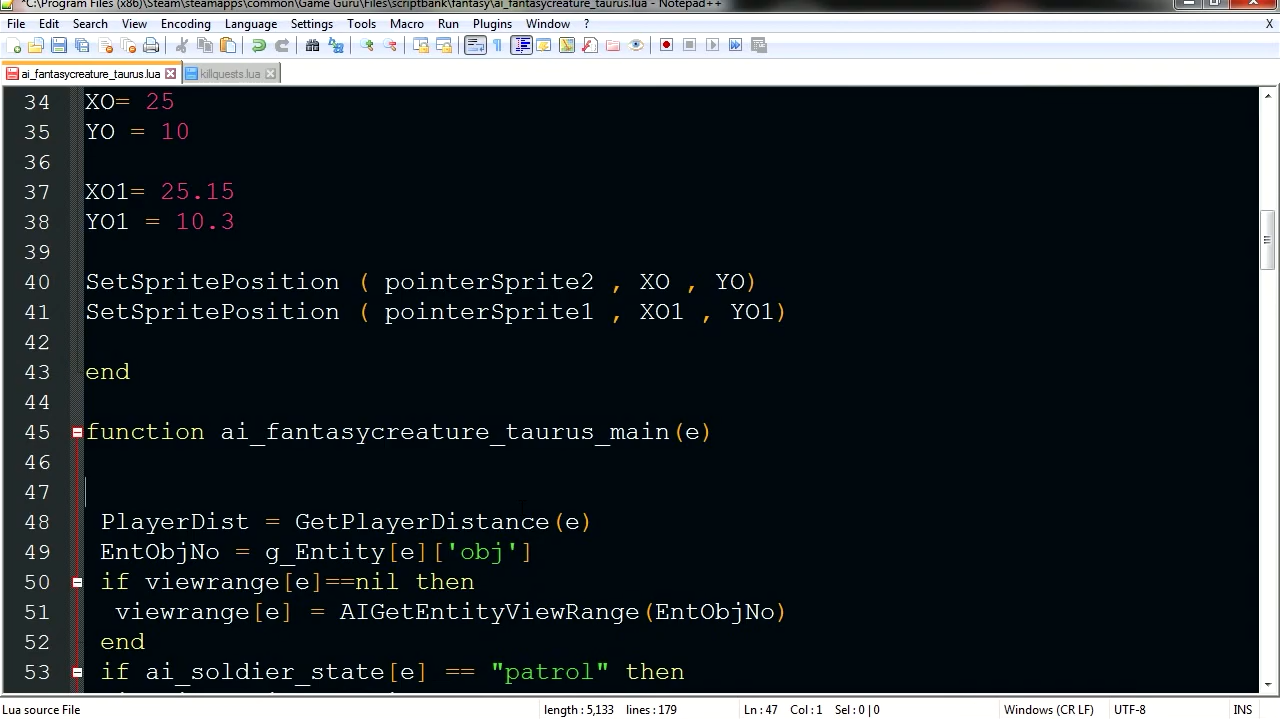 *C:\Program Files (x86)\Steam\steamapps\common\Game Guru\Files\scriptbank\fantasy\ai_fantasycreature_taurus.lua - Notepad++
File Edit Search View Encoding Language Settings Tools Macro Run Plugins Window ? X
ai_fantasycreature_taurus.lua killquests.lua
34 XO= 25
35 YO = 10
36
37 XO1= 25.15
38 YO1 = 10.3
39
40 SetSpritePosition ( pointerSprite2 , XO , YO)
41 SetSpritePosition ( pointerSprite1 , XO1 , YO1)
42
43 end
44
45 function ai_fantasycreature_taurus_main(e)
46
47
48 PlayerDist = GetPlayerDistance(e)
49 EntObjNo = g_Entity[e]['obj']
50 if viewrange[e]==nil then
51 viewrange[e] = AIGetEntityViewRange(EntObjNo)
52 end
53 if ai_soldier_state[e] == "patrol" then
Lua source File length : 5,133 lines : 179 Ln : 47 Col : 1 Sel : 0 | 0 Windows (CR LF) UTF-8 INS